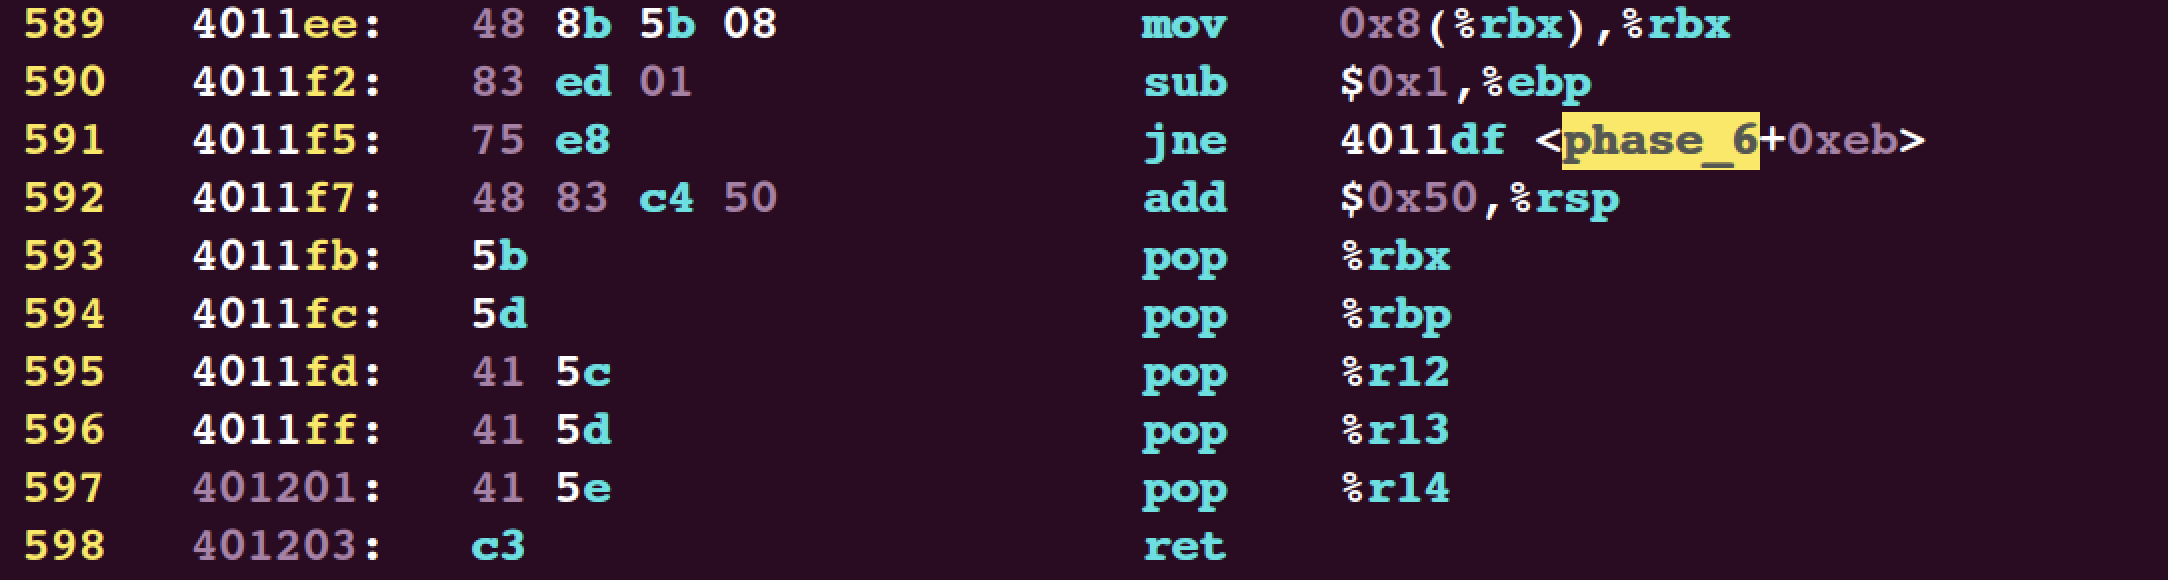 589 4011ee: 48 8b 5b 08 mov 0x8(%rbx),%rbx
590 4011f2: 83 ed 01 sub $0x1,%ebp
591 4011f5: 75 e8 jne 4011df <phase_6+0xeb>
592 4011f7: 48 83 c4 50 add $0x50,%rsp
593 4011fb: 5b pop %rbx
594 4011fc: 5d pop %rbp
595 4011fd: 41 5c pop %r12
596 4011ff: 41 5d pop %r13
597 401201: 41 5e pop %r14
598 401203: c3 ret